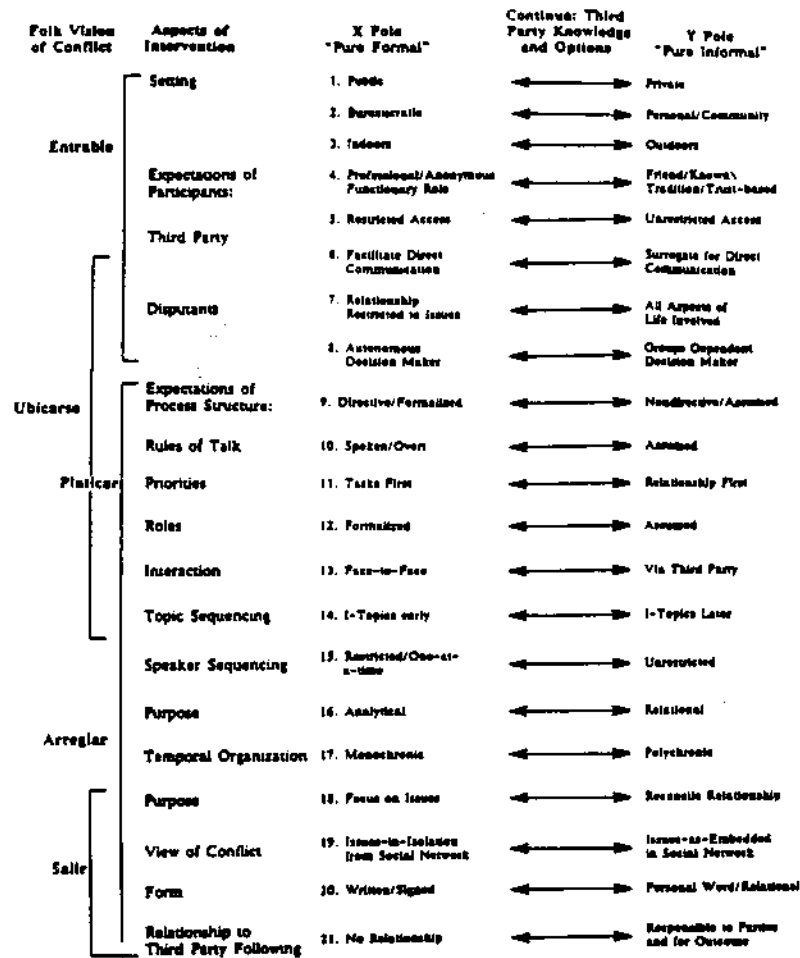 Folk Vision of Conflict
Aspects of Intervention
X Pole "Pure Formal"
Continue: Third Party Knowledge and Options
Y Pole "Pure Informal"
Setting
1. Public
Private
2. Bureaucratic
Personal/Community
Entrable
3. Indoors
Outdoors
Expectations of Participants:
4. Professional/Anonymous Functionary Role
Friend/Known\ Tradition/Trust-based
5. Restricted Access
Unrestricted Access
Third Party
6. Facilitate Direct Communication
Surrogate for Direct Communication
Disputants
7. Relationship Restricted to Issues
All Aspects of Life Involved
8. Autonomous Decision Maker
Groups Dependent Decision Maker
Ubicarse
Expectations of Process Structure:
9. Directive/Formalized
Nondirective/Assumed
Rules of Talk
10. Spoken/Overt
Assumed
Platicar
Priorities
11. Tasks First
Relationship First
Roles
12. Formalized
Assumed
Interaction
13. Face-to-Face
Via Third Party
Topic Sequencing
14. I-Topics early
I-Topics Later
Speaker Sequencing
15. Restricted/One-at-a-time
Unrestricted
Purpose
16. Analytical
Relational
Arreglar
Temporal Organization
17. Monochronic
Polychronic
Purpose
18. Focus on Issues
Reconcile Relationship
View of Conflict
19. Issues-in-Isolation from Social Network
Issues-as-Embedded in Social Network
Salir
Form
20. Written/Signed
Personal Word/Relational
Relationship to Third Party Following
21. No Relationship
Responsible to Parties and for Outcome